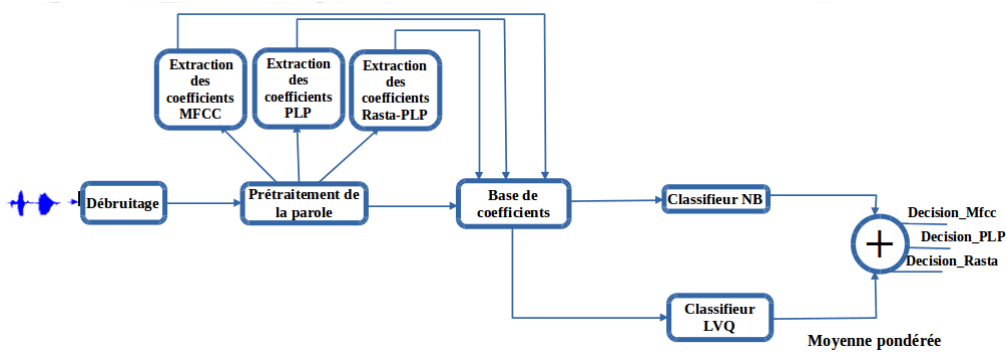 Extraction
des
coefficients
MFCC
Extraction
des
coefficients
PLP
Extraction
des
coefficients
Rasta-PLP
Débruitage
Prétraitement de
la parole
Base de
coefficients
Classifieur NB
Decision_Mfcc
Decision_PLP
Decision_Rasta
+
Classifieur
LVQ
Moyenne pondérée